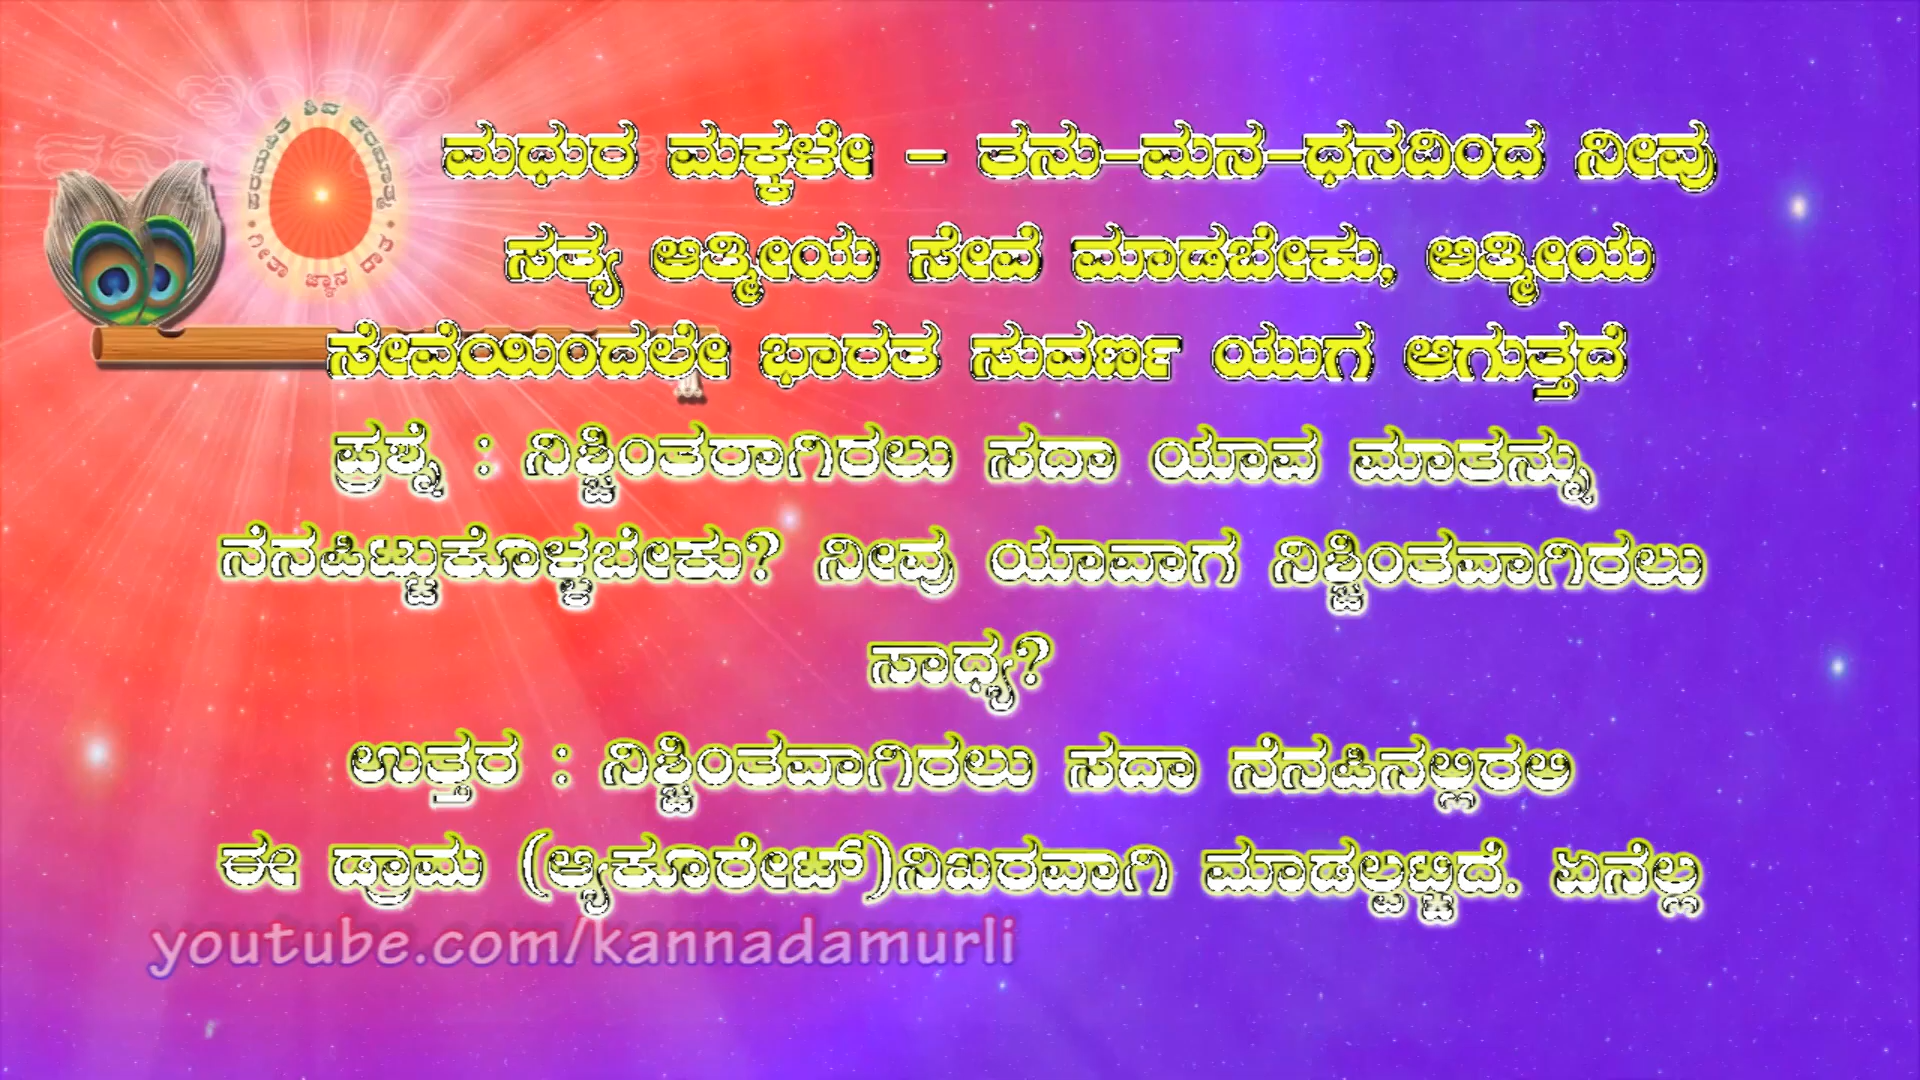 ಪರಮಪಿತ ಶಿವ ಪರಮಾತ್ಮ
ಗೀತಾ ಜ್ಞಾನ ದಾತ
ಮಧುರ ಮಕ್ಕಳೇ - ತನು-ಮನ-ಧನದಿಂದ ನೀವು
ಸತ್ಯ ಆತ್ಮೀಯ ಸೇವೆ ಮಾಡಬೇಕು, ಆತ್ಮೀಯ
ಸೇವೆಯಿಂದಲೇ ಭಾರತ ಸುವರ್ಣ ಯುಗ ಆಗುತ್ತದೆ
ಪ್ರಶ್ನೆ : ನಿಶ್ಚಿಂತರಾಗಿರಲು ಸದಾ ಯಾವ ಮಾತನ್ನು
ನೆನಪಿಟ್ಟುಕೊಳ್ಳಬೇಕು? ನೀವು ಯಾವಾಗ ನಿಶ್ಚಿಂತವಾಗಿರಲು
ಸಾಧ್ಯ?
ಉತ್ತರ : ನಿಶ್ಚಿಂತವಾಗಿರಲು ಸದಾ ನೆನಪಿನಲ್ಲಿರಲಿ
ಈ ಡ್ರಾಮ (ಆ್ಯಕೂರೇಟ್)ನಿಖರವಾಗಿ ಮಾಡಲ್ಪಟ್ಟಿದೆ. ಏನೆಲ್ಲ
youtube.com/kannadamurli